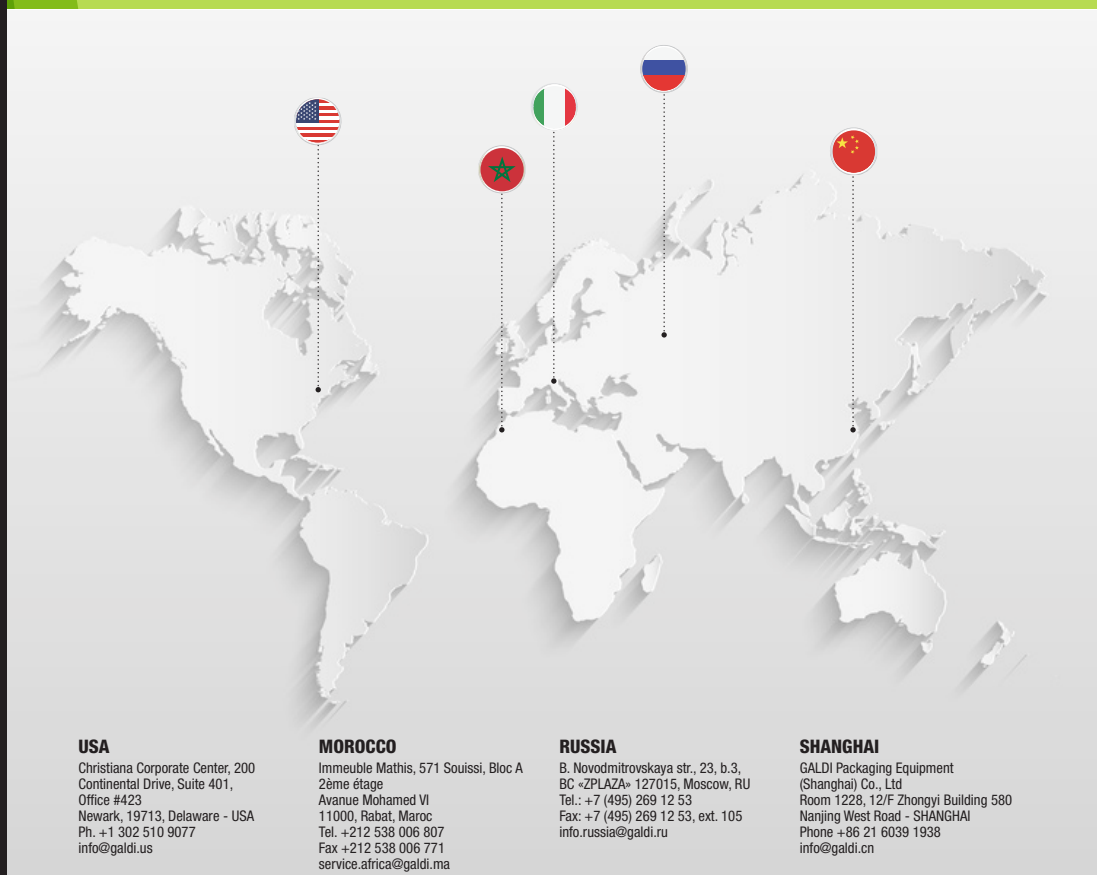 USA
Christiana Corporate Center, 200
Continental Drive, Suite 401,
Office #423
Newark, 19713, Delaware - USA
Ph. +1 302 510 9077
info@galdi.us
MOROCCO
Immeuble Mathis, 571 Souissi, Bloc A
2ème étage
Avanue Mohamed VI
11000, Rabat, Maroc
Tel. +212 538 006 807
Fax +212 538 006 771
service.africa@galdi.ma
RUSSIA
B. Novodmitrovskaya str., 23, b.3,
BC «ZPLAZA» 127015, Moscow, RU
Tel.: +7 (495) 269 12 53
Fax: +7 (495) 269 12 53, ext. 105
info.russia@galdi.ru
SHANGHAI
GALDI Packaging Equipment
(Shanghai) Co., Ltd
Room 1228, 12/F Zhongyi Building 580
Nanjing West Road - SHANGHAI
Phone +86 21 6039 1938
info@galdi.cn